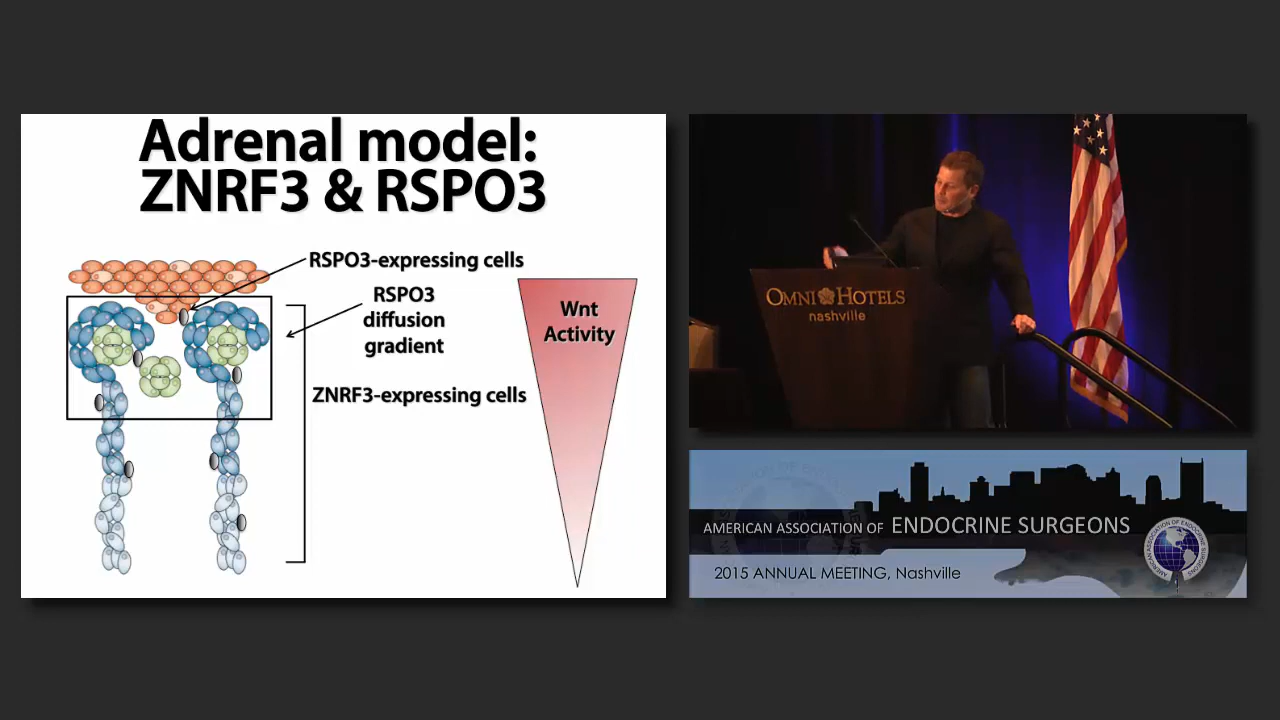 Adrenal model:
ZNRF3 & RSPO3
RSPO3-expressing cells
RSPO3
diffusion
gradient
ZNRF3-expressing cells
Wnt
Activity
OMNI HOTELS
nashville
AMERICAN ASSOCIATION OF ENDOCRINE SURGEONS
2015 ANNUAL MEETING, Nashville